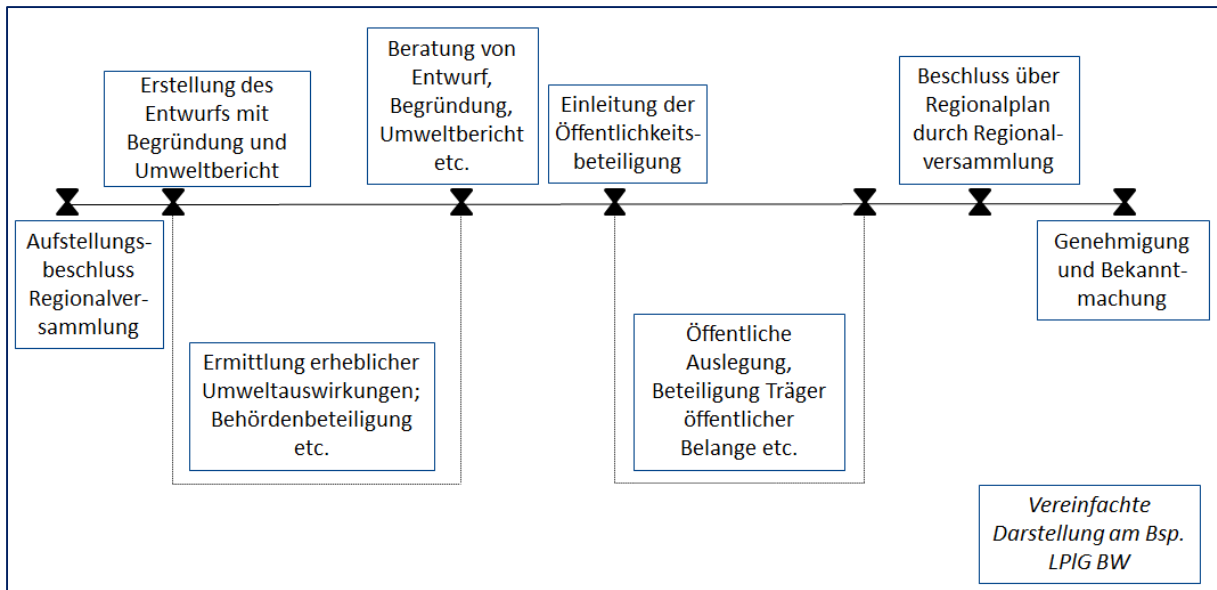 Aufstellungs-
beschluss
Regionalver-
sammlung
Erstellung des
Entwurfs mit
Begründung und
Umweltbericht
Ermittlung erheblicher
Umweltauswirkungen;
Behördenbeteiligung
etc.
Beratung von
Entwurf,
Begründung,
Umweltbericht
etc.
Einleitung der
Öffentlichkeits-
beteiligung
Öffentliche
Auslegung,
Beteiligung Träger
öffentlicher
Belange etc.
Beschluss über
Regionalplan
durch Regional-
versammlung
Genehmigung
und Bekannt-
machung
Vereinfachte
Darstellung am Bsp.
LPlG BW